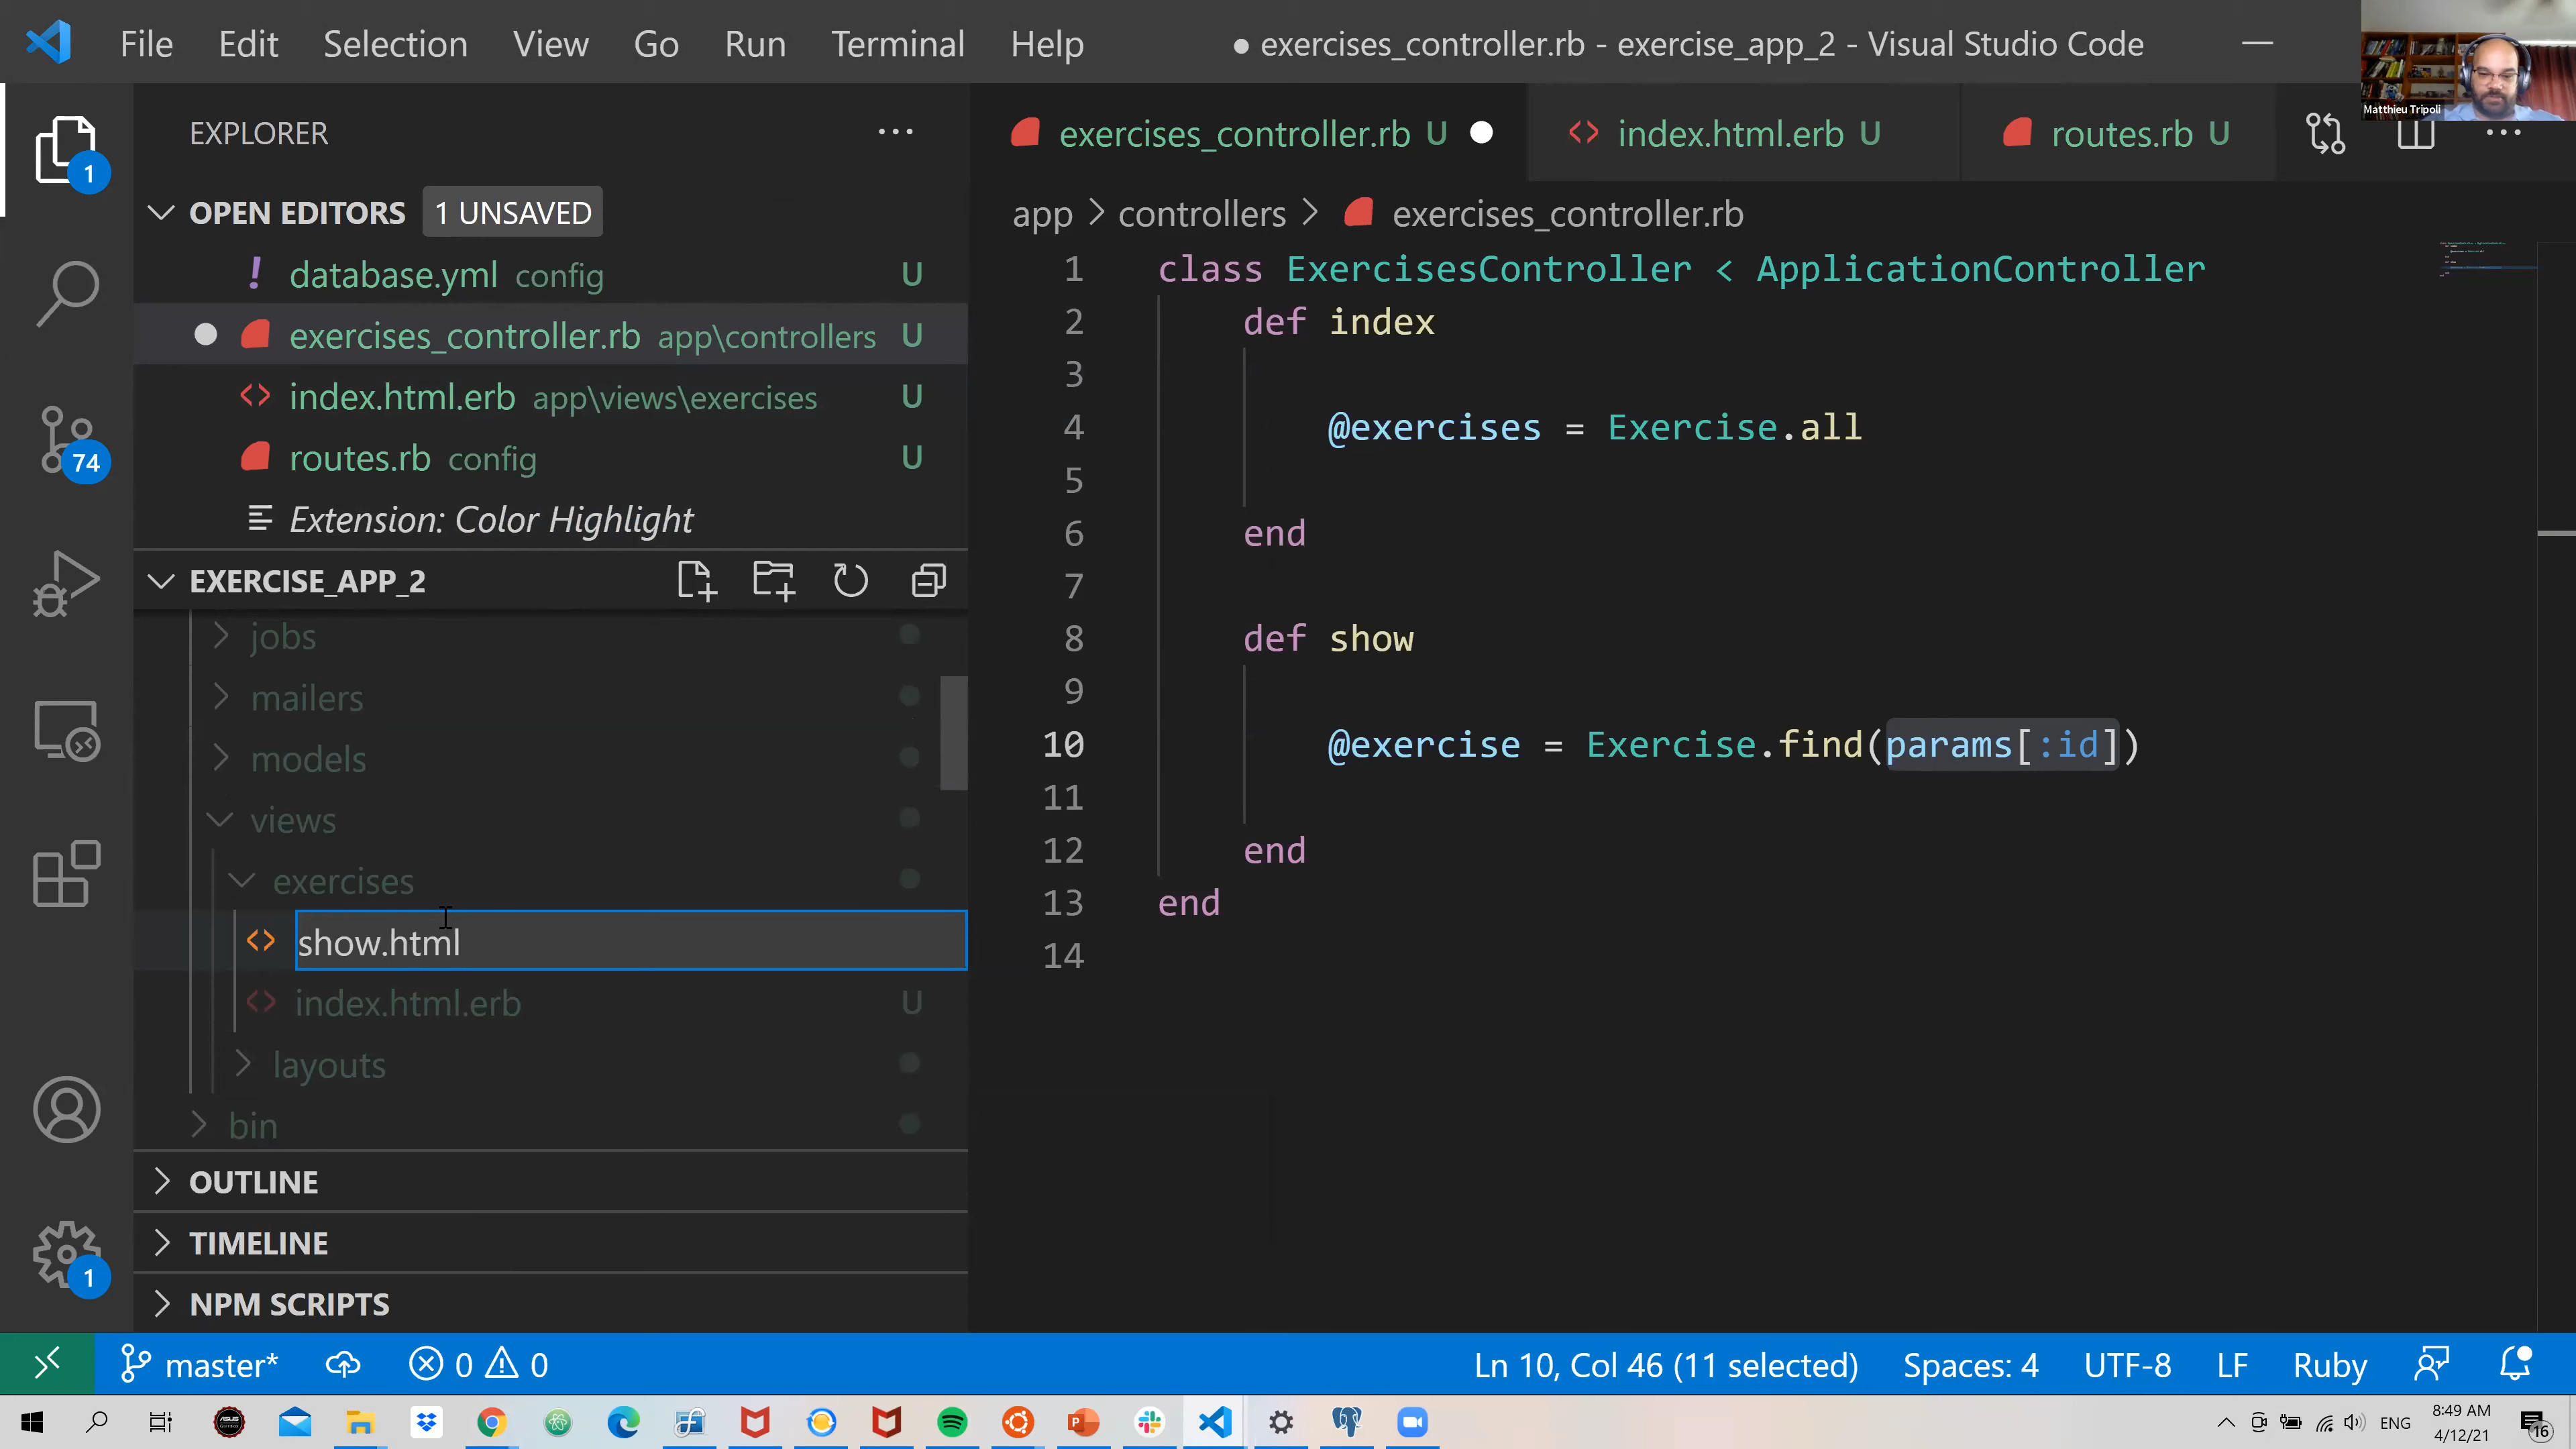 File Edit Selection View Go Run Terminal Help ● exercises_controller.rb - exercise_app_2 - Visual Studio Code
Matthieu Tripoli
EXPLORER
OPEN EDITORS 1 UNSAVED
! database.yml config U
exercises_controller.rb app\controllers U
index.html.erb app\views\exercises U
routes.rb config U
Extension: Color Highlight
EXERCISE_APP_2
jobs
mailers
models
views
exercises
show.html
index.html.erb U
layouts
bin
OUTLINE
TIMELINE
NPM SCRIPTS
1
74
1
exercises_controller.rb U index.html.erb U routes.rb U
app > controllers > exercises_controller.rb
1 class ExercisesController < ApplicationController
2 def index
3
4 @exercises = Exercise.all
5
6 end
7
8 def show
9
10 @exercise = Exercise.find(params[:id])
11
12 end
13 end
14
master* 0 0 Ln 10, Col 46 (11 selected) Spaces: 4 UTF-8 LF Ruby
ENG 8:49 AM
4/12/21
16